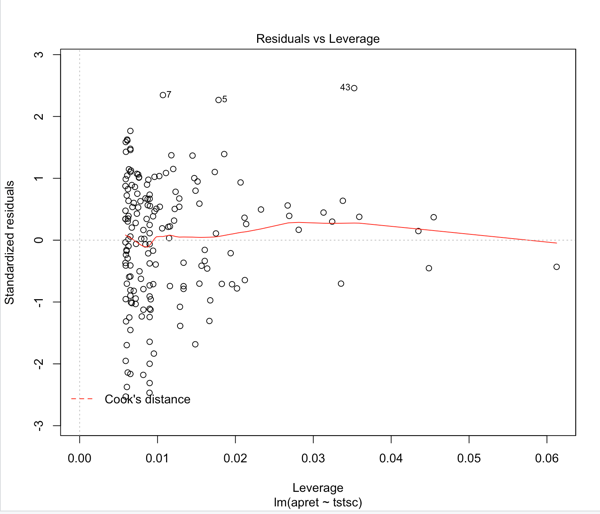 Residuals vs Leverage
3
2
1
0
-1
-2
-3
Standardized residuals
7
5
43
Cook's distance
0.00 0.01 0.02 0.03 0.04 0.05 0.06
Leverage
lm(apret ~ tstsc)